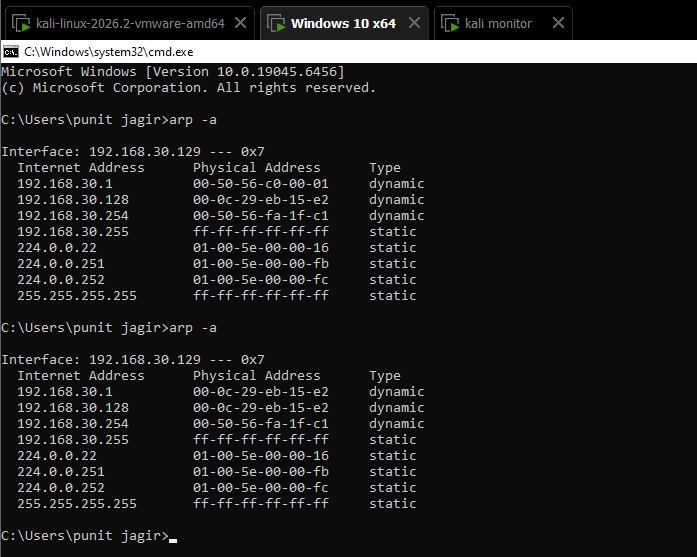 kali-linux-2026.2-vmware-amd64 Windows 10 x64 kali monitor
C:\Windows\system32\cmd.exe
Microsoft Windows [Version 10.0.19045.6456]
(c) Microsoft Corporation. All rights reserved.
C:\Users\punit jagir>arp -a
Interface: 192.168.30.129 --- 0x7
Internet Address Physical Address Type
192.168.30.1 00-50-56-c0-00-01 dynamic
192.168.30.128 00-0c-29-eb-15-e2 dynamic
192.168.30.254 00-50-56-fa-1f-c1 dynamic
192.168.30.255 ff-ff-ff-ff-ff-ff static
224.0.0.22 01-00-5e-00-00-16 static
224.0.0.251 01-00-5e-00-00-fb static
224.0.0.252 01-00-5e-00-00-fc static
255.255.255.255 ff-ff-ff-ff-ff-ff static
C:\Users\punit jagir>arp -a
Interface: 192.168.30.129 --- 0x7
Internet Address Physical Address Type
192.168.30.1 00-0c-29-eb-15-e2 dynamic
192.168.30.128 00-0c-29-eb-15-e2 dynamic
192.168.30.254 00-50-56-fa-1f-c1 dynamic
192.168.30.255 ff-ff-ff-ff-ff-ff static
224.0.0.22 01-00-5e-00-00-16 static
224.0.0.251 01-00-5e-00-00-fb static
224.0.0.252 01-00-5e-00-00-fc static
255.255.255.255 ff-ff-ff-ff-ff-ff static
C:\Users\punit jagir>